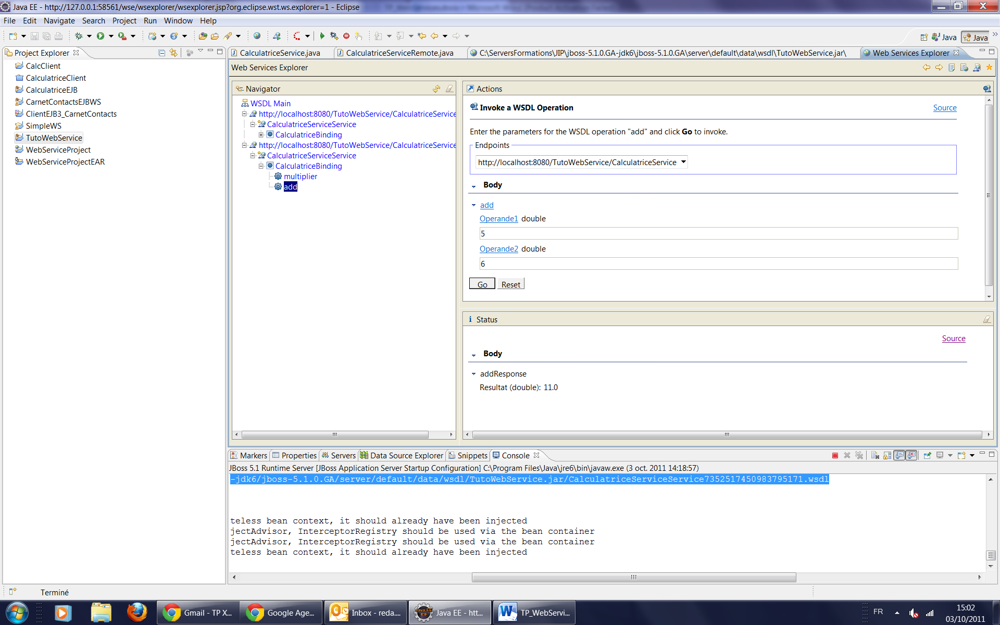 Java EE - http://127.0.0.1:58561/wse/wsexplorer/wsexplorer.jsp?org.eclipse.wst.ws.explorer=1 - Eclipse
File Edit Navigate Search Project Run Window Help
Java Java
Project Explorer
CalcClient
CalculatriceClient
CalculatriceEJB
CarnetContactsEJBWS
ClientEJB3_CarnetContacts
SimpleWS
TutoWebService
WebServiceProject
WebServiceProjectEAR
CalculatriceService.java CalculatriceServiceRemote.java C:\ServersFormations\JIP\jboss-5.1.0.GA-jdk6\jboss-5.1.0.GA\server\default\data\wsdl\TutoWebService.jar\ Web Services Explorer
Web Services Explorer
Navigator
WSDL Main
http://localhost:8080/TutoWebService/CalculatriceService
CalculatriceServiceService
CalculatriceBinding
http://localhost:8080/TutoWebService/CalculatriceService
CalculatriceServiceService
CalculatriceBinding
multiplier
add
Actions
Invoke a WSDL Operation Source
Enter the parameters for the WSDL operation "add" and click Go to invoke.
Endpoints
http://localhost:8080/TutoWebService/CalculatriceService
Body
add
Operande1 double
5
Operande2 double
6
Go Reset
Status
Source
Body
addResponse
Resultat (double): 11.0
Markers Properties Servers Data Source Explorer Snippets Console
JBoss 5.1 Runtime Server [JBoss Application Server Startup Configuration] C:\Program Files\Java\jre6\bin\javaw.exe (3 oct. 2011 14:18:57)
-jdk6/jboss-5.1.0.GA/server/default/data/wsdl/TutoWebService.jar/CalculatriceServiceService7352517450983795171.wsdl
teless bean context, it should already have been injected
jectAdvisor, InterceptorRegistry should be used via the bean container
jectAdvisor, InterceptorRegistry should be used via the bean container
teless bean context, it should already have been injected
Terminé
Gmail - TP X... Google Age... Inbox - reda.... Java EE - htt... TP_WebServi...
FR
15:02
03/10/2011